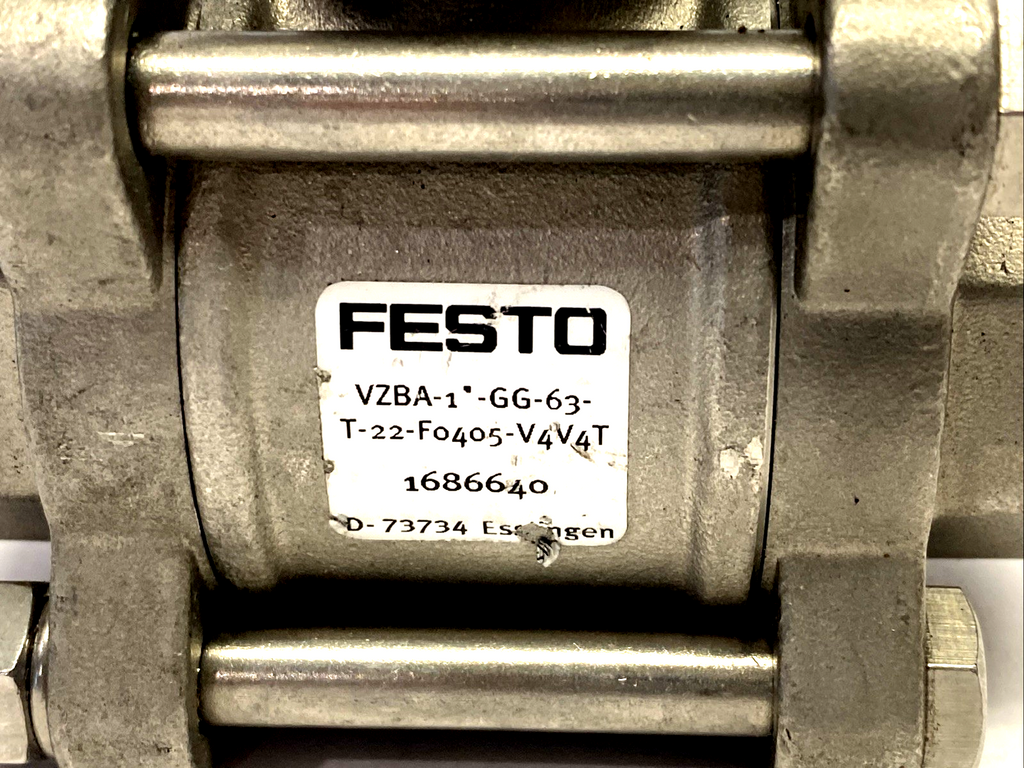 FESTO
VZBA-1"-GG-63-
T-22-F0405-V4V4T
1686640
D-73734